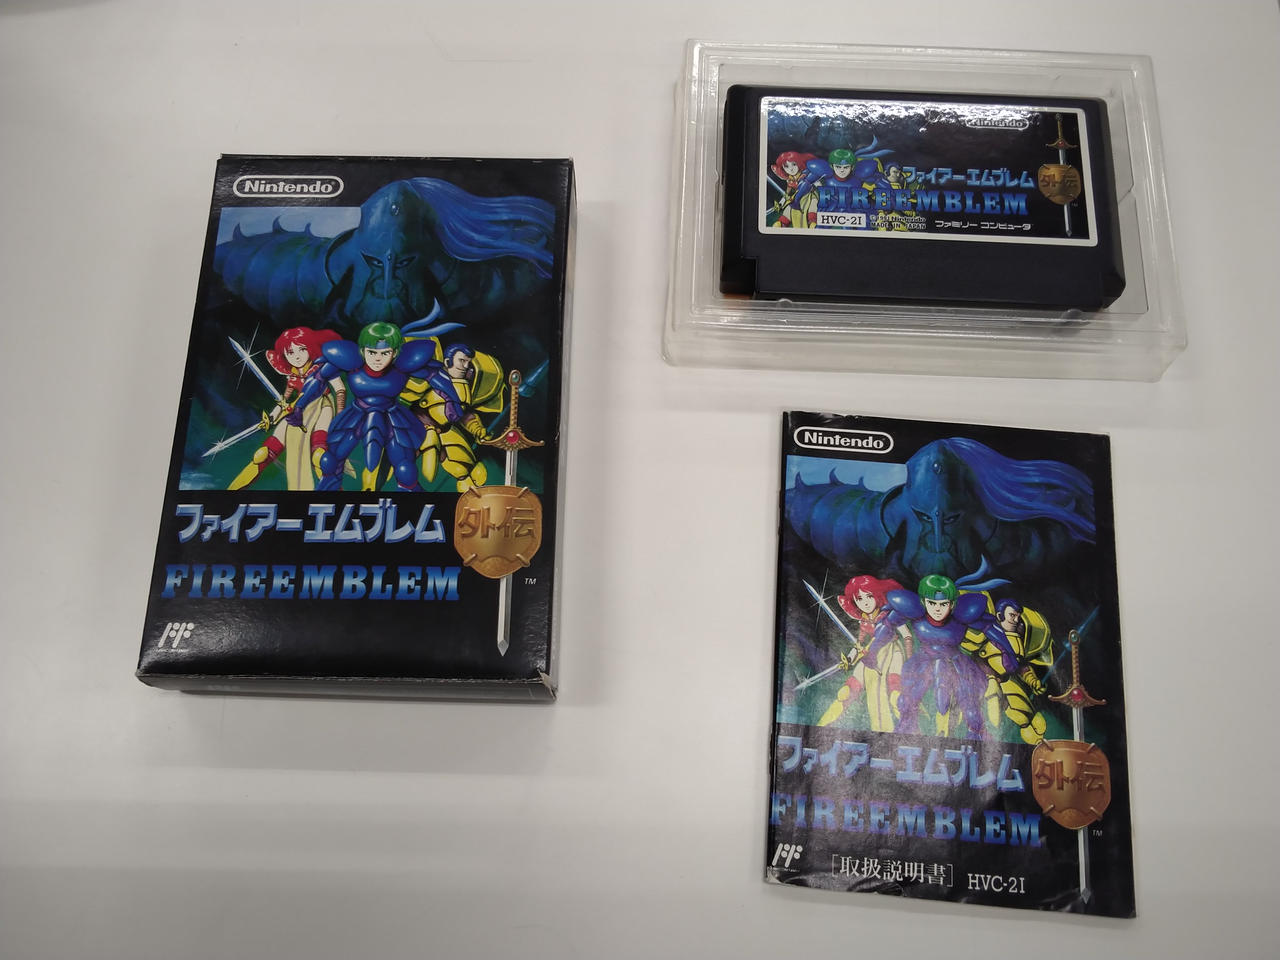 Nintendo®
ファイアーエムブレム
外伝
FIREEMBLEM
TM
Nintendo
ファイアーエムブレム
外伝
FIREEMBLEM
HVC-2I
Nintendo
MADE IN JAPAN
ファミリー コンピュータ
Nintendo®
ファイアーエムブレム
外伝
FIREEMBLEM
TM
[取扱説明書] HVC-2I